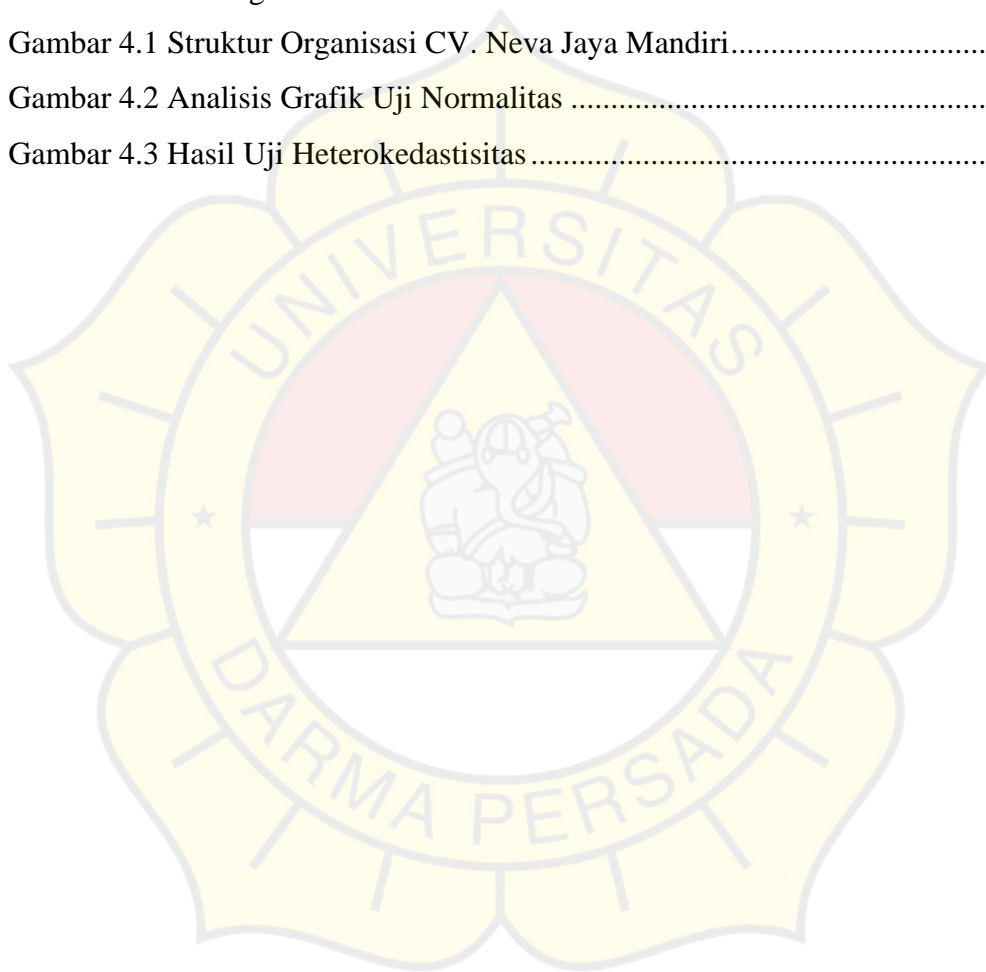 Gambar 4.1 Struktur Organisasi CV. Neva Jaya Mandiri................................
Gambar 4.2 Analisis Grafik Uji Normalitas ....................................................
Gambar 4.3 Hasil Uji Heterokedastisitas.........................................................
UNIVERSITAS
DARMA PERSADA